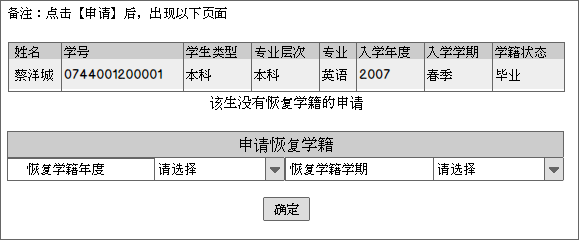 备注：点击【申请】后，出现以下页面
姓名 学号 学生类型 专业层次 专业 入学年度 入学学期 学籍状态
蔡洋城 0744001200001 本科 本科 英语 2007 春季 毕业
该生没有恢复学籍的申请
申请恢复学籍
恢复学籍年度 请选择 恢复学籍学期 请选择
确定